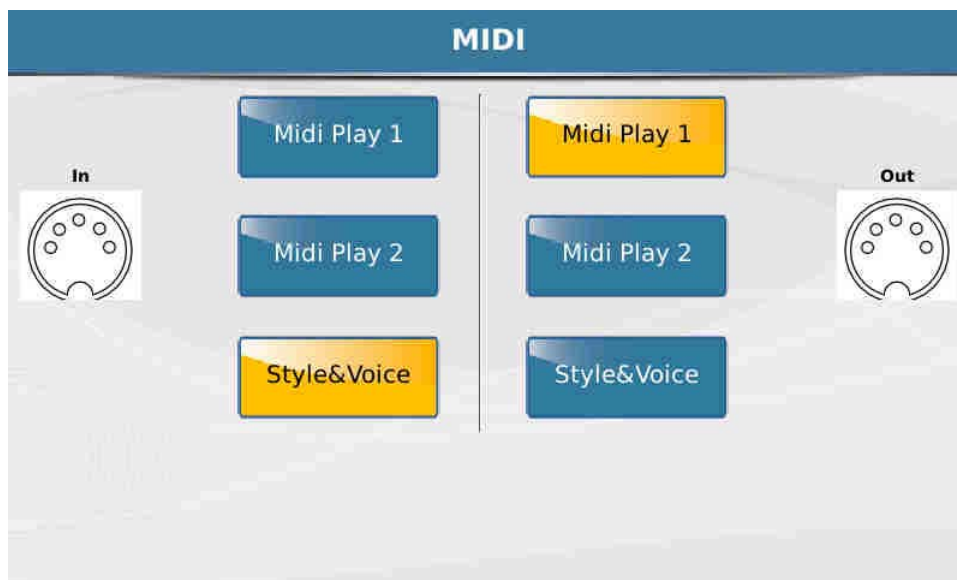 MIDI
In
Midi Play 1
Midi Play 2
Style&Voice
Midi Play 1
Midi Play 2
Style&Voice
Out